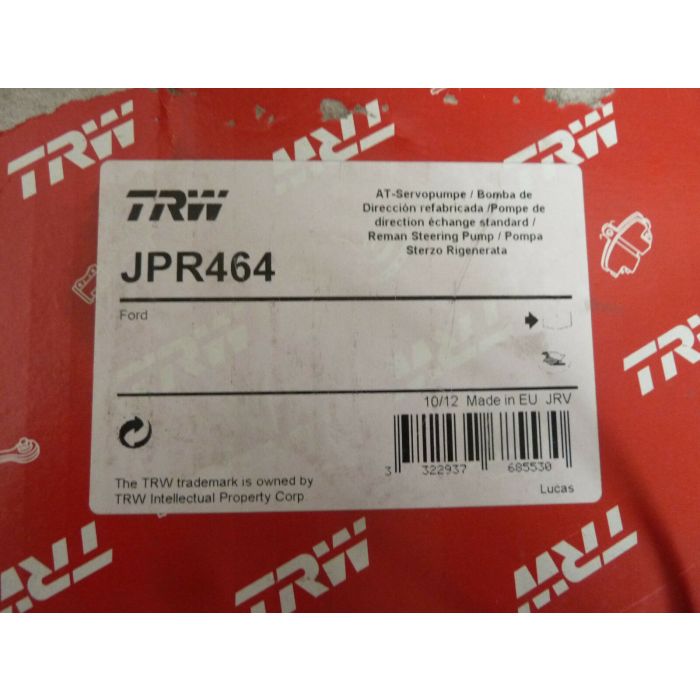 TRW
TRW
TRW
TRW
TRW
AT-Servopumpe / Bomba de
Dirección refabricada /Pompe de
direction échange standard /
Reman Steering Pump / Pompa
Sterzo Rigenerata
JPR464
Ford
10/12 Made in EU JRV
3 322937 685530
Lucas
The TRW trademark is owned by
TRW Intellectual Property Corp.
TRW
TRW
TRW
TRW